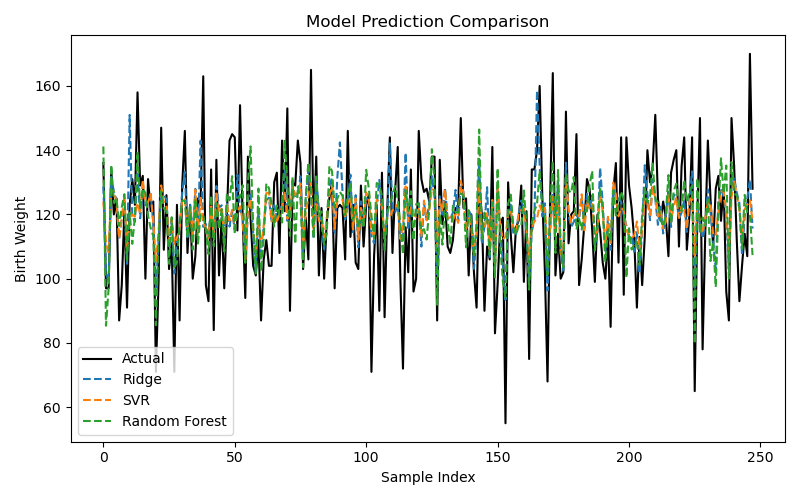 Model Prediction Comparison
Birth Weight
160
140
120
100
80
60
Actual
Ridge
SVR
Random Forest
0
50
100
150
200
250
Sample Index